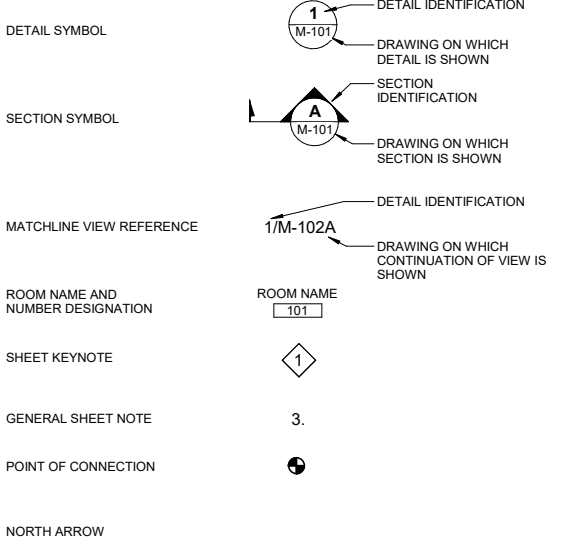 DETAIL SYMBOL
1
M-101
DETAIL IDENTIFICATION
DRAWING ON WHICH
DETAIL IS SHOWN
SECTION SYMBOL
A
M-101
SECTION
IDENTIFICATION
DRAWING ON WHICH
SECTION IS SHOWN
MATCHLINE VIEW REFERENCE
1/M-102A
DETAIL IDENTIFICATION
DRAWING ON WHICH
CONTINUATION OF VIEW IS
SHOWN
ROOM NAME AND
NUMBER DESIGNATION
ROOM NAME
101
SHEET KEYNOTE
1
GENERAL SHEET NOTE
3.
POINT OF CONNECTION
NORTH ARROW